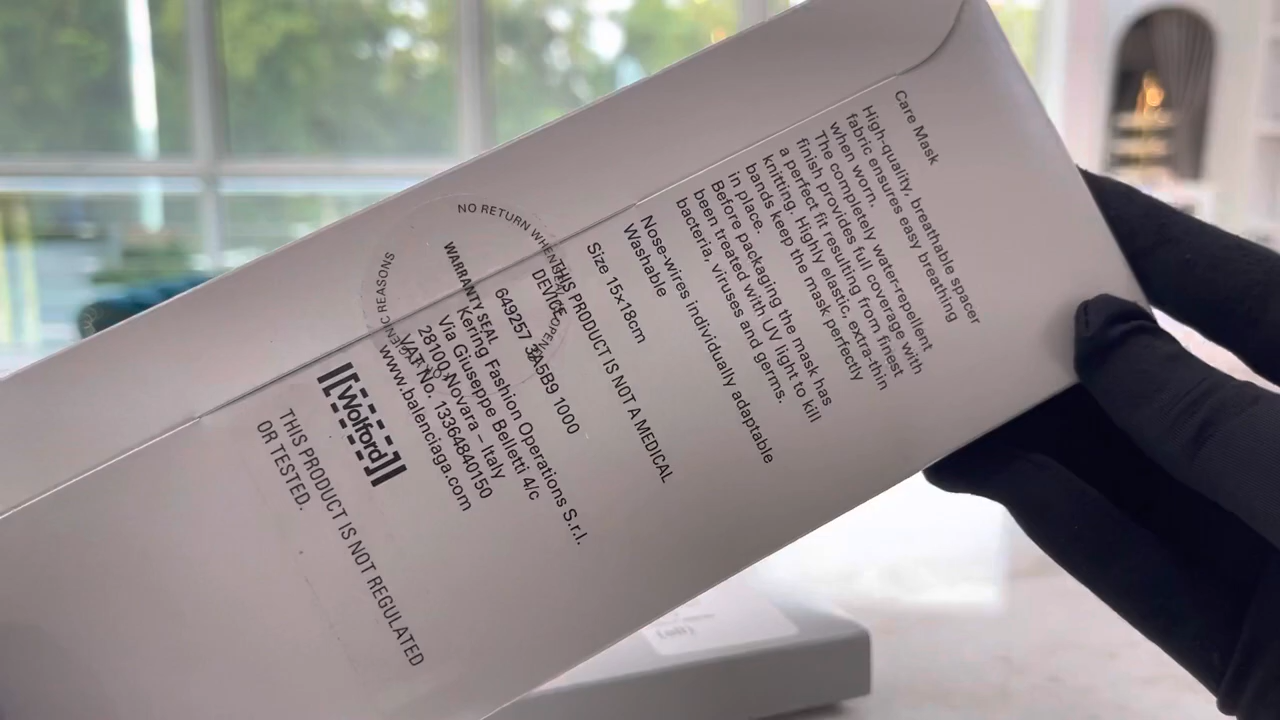 Care Mask
High-quality, breathable spacer
fabric ensures easy breathing
when worn.
The completely water-repellent
finish provides full coverage with
a perfect fit resulting from finest
knitting. Highly elastic, extra-thin
bands keep the mask perfectly
in place.
Before packaging the mask has
been treated with UV light to kill
bacteria, viruses and germs.
Nose-wires individually adaptable
Washable
Size 15x18cm
THIS PRODUCT IS NOT A MEDICAL
DEVICE
649257 3A5B9 1000
Kering Fashion Operations S.r.l.
Via Giuseppe Belletti 4/c
28100 Novara – Italy
VAT No. 13364840150
www.balenciaga.com
NO RETURN WHEN SEAL OPEN
REASONS
WARRANTY SEAL
[Wolford]
THIS PRODUCT IS NOT REGULATED
OR TESTED.